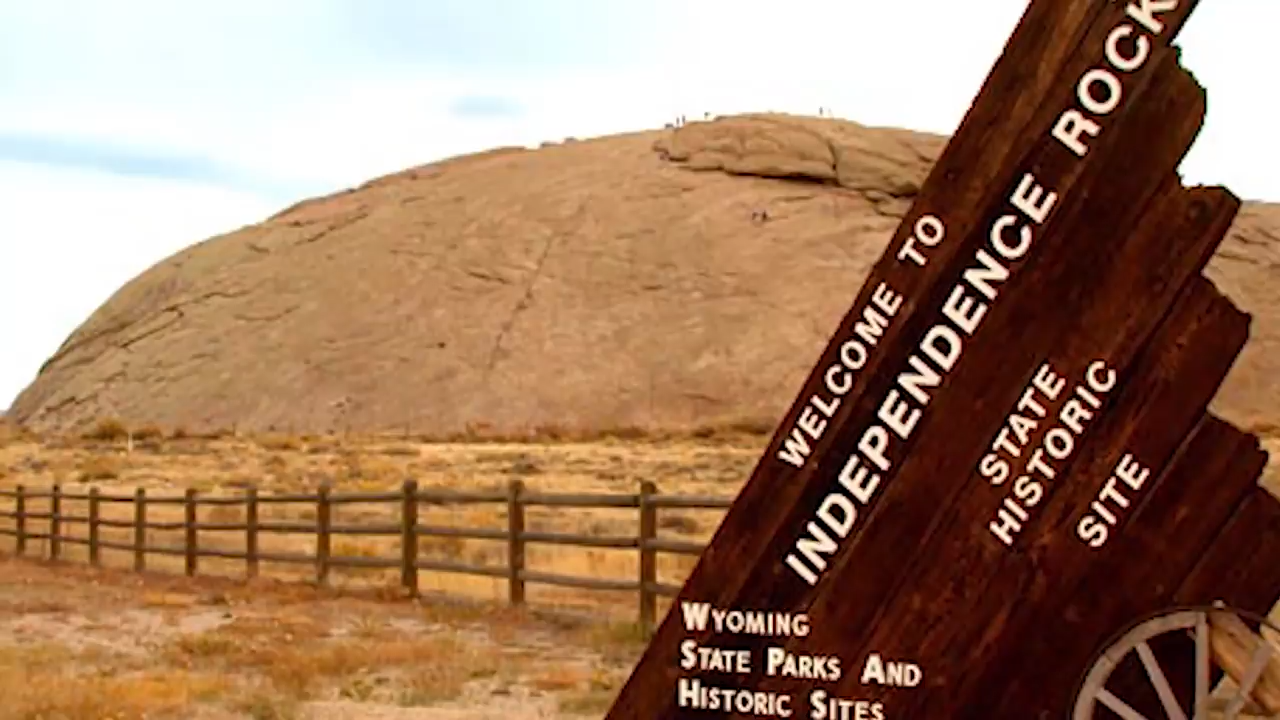 WELCOME TO
INDEPENDENCE ROCK
STATE
HISTORIC
SITE
WYOMING
STATE PARKS AND
HISTORIC SITES